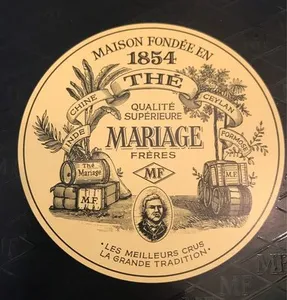 MAISON FONDÉE EN
1854
THÉ
INDE
CHINE
CEYLAN
FORMOSE
QUALITÉ
SUPÉRIEURE
MARIAGE
FRÈRES
MF
Thé
Mariage
M.F.
M.F.
• LES MEILLEURS CRUS
LA GRANDE TRADITION •